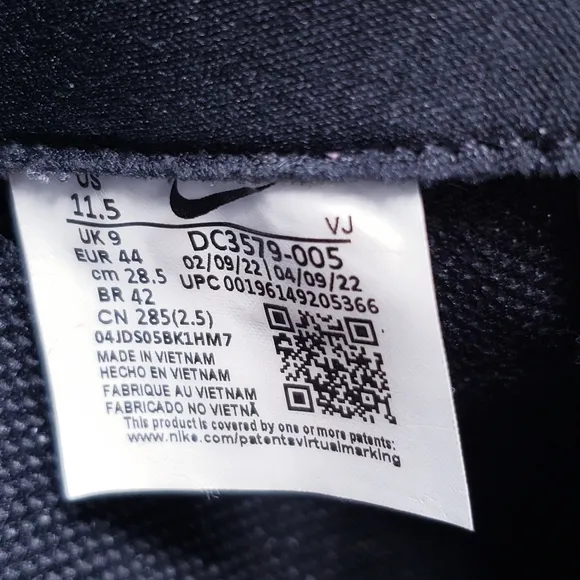 US
11.5
VJ
UK 9
DC3579-005
EUR 44
02/09/22 04/09/22
cm 28.5
UPC 00196149205366
BR 42
CN 285(2.5)
04JDS05BK1HM7
MADE IN VIETNAM
HECHO EN VIETNAM
FABRIQUE AU VIETNAM
FABRICADO NO VIETNÃ
This product is covered by one or more patents:
www.nike.com/patentsvirtualmarking